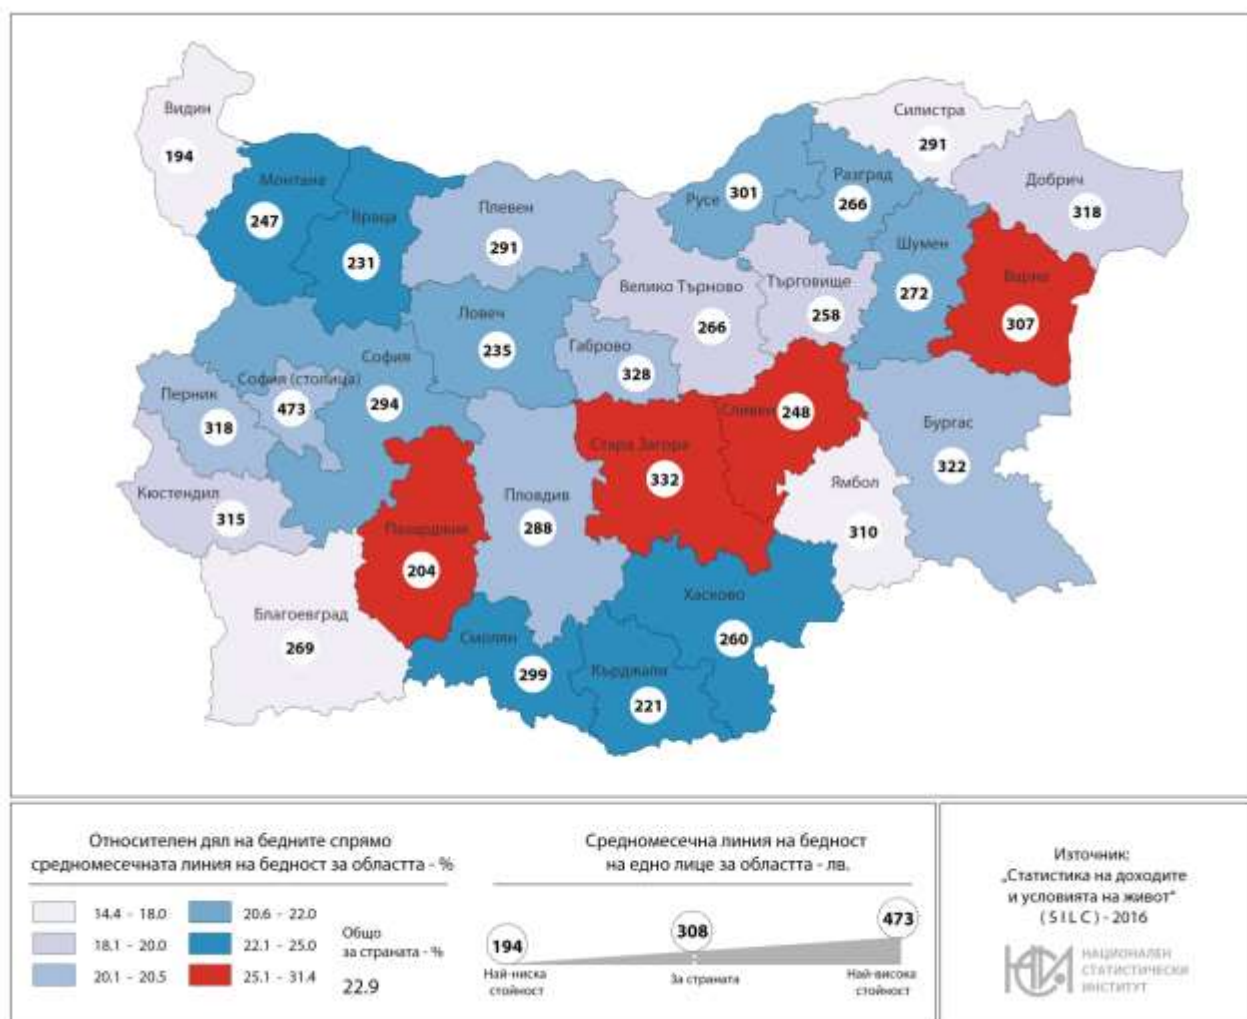 Видин
194
Монтана
247
Враца
231
Плевен
291
Русе
301
Разград
266
Силистра
291
Добрич
318
Шумен
272
Варна
307
Търговище
258
Велико Търново
266
Ловеч
235
Габрово
328
София
294
София (столица)
473
Перник
318
Кюстендил
315
Благоевград
269
Пазарджик
204
Пловдив
288
Стара Загора
332
Сливен
248
Ямбол
310
Бургас
322
Хасково
260
Смолян
299
Кърджали
221
Относителен дял на бедните спрямо
средномесечната линия на бедност за областта - %
14.4 - 18.0
18.1 - 20.0
20.1 - 20.5
20.6 - 22.0
22.1 - 25.0
25.1 - 31.4
Общо
за страната - %
22.9
Средномесечна линия на бедност
на едно лице за областта - лв.
194
308
473
Най-ниска
стойност
За страната
Най-висока
стойност
Източник:
„Статистика на доходите
и условията на живот“
( S I L C ) - 2016
НСИ
НАЦИОНАЛЕН
СТАТИСТИЧЕСКИ
ИНСТИТУТ